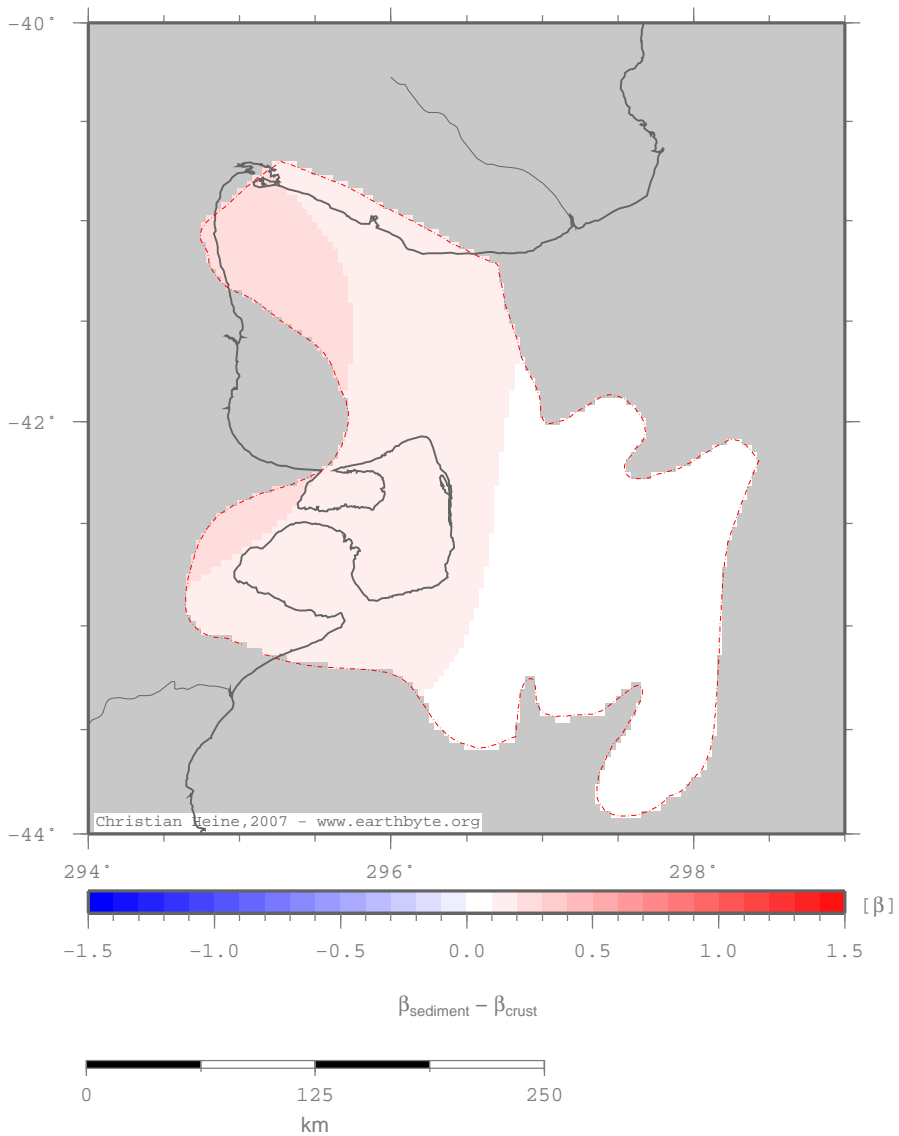 −40°
−42°
−44°
Christian Heine,2007 − www.earthbyte.org
294° 296° 298°
[β]
−1.5 −1.0 −0.5 0.0 0.5 1.0 1.5
βsediment − βcrust
0 125 250
km